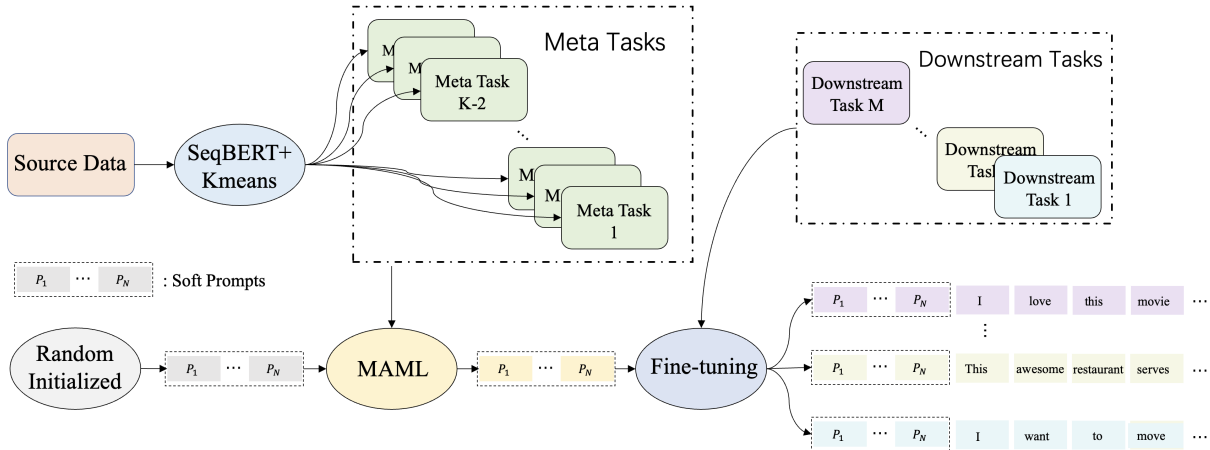 Meta Tasks
M
M
Meta Task
K-2
...
M
M
Meta Task
1
Downstream Tasks
Downstream
Task M
...
Downstream
Task
Downstream
Task 1
Source Data
SeqBERT+
Kmeans
P1 ... PN : Soft Prompts
Random
Initialized
P1 ... PN
MAML
P1 ... PN
Fine-tuning
P1 ... PN I love this movie ...
...
P1 ... PN This awesome restaurant serves ...
P1 ... PN I want to move ...